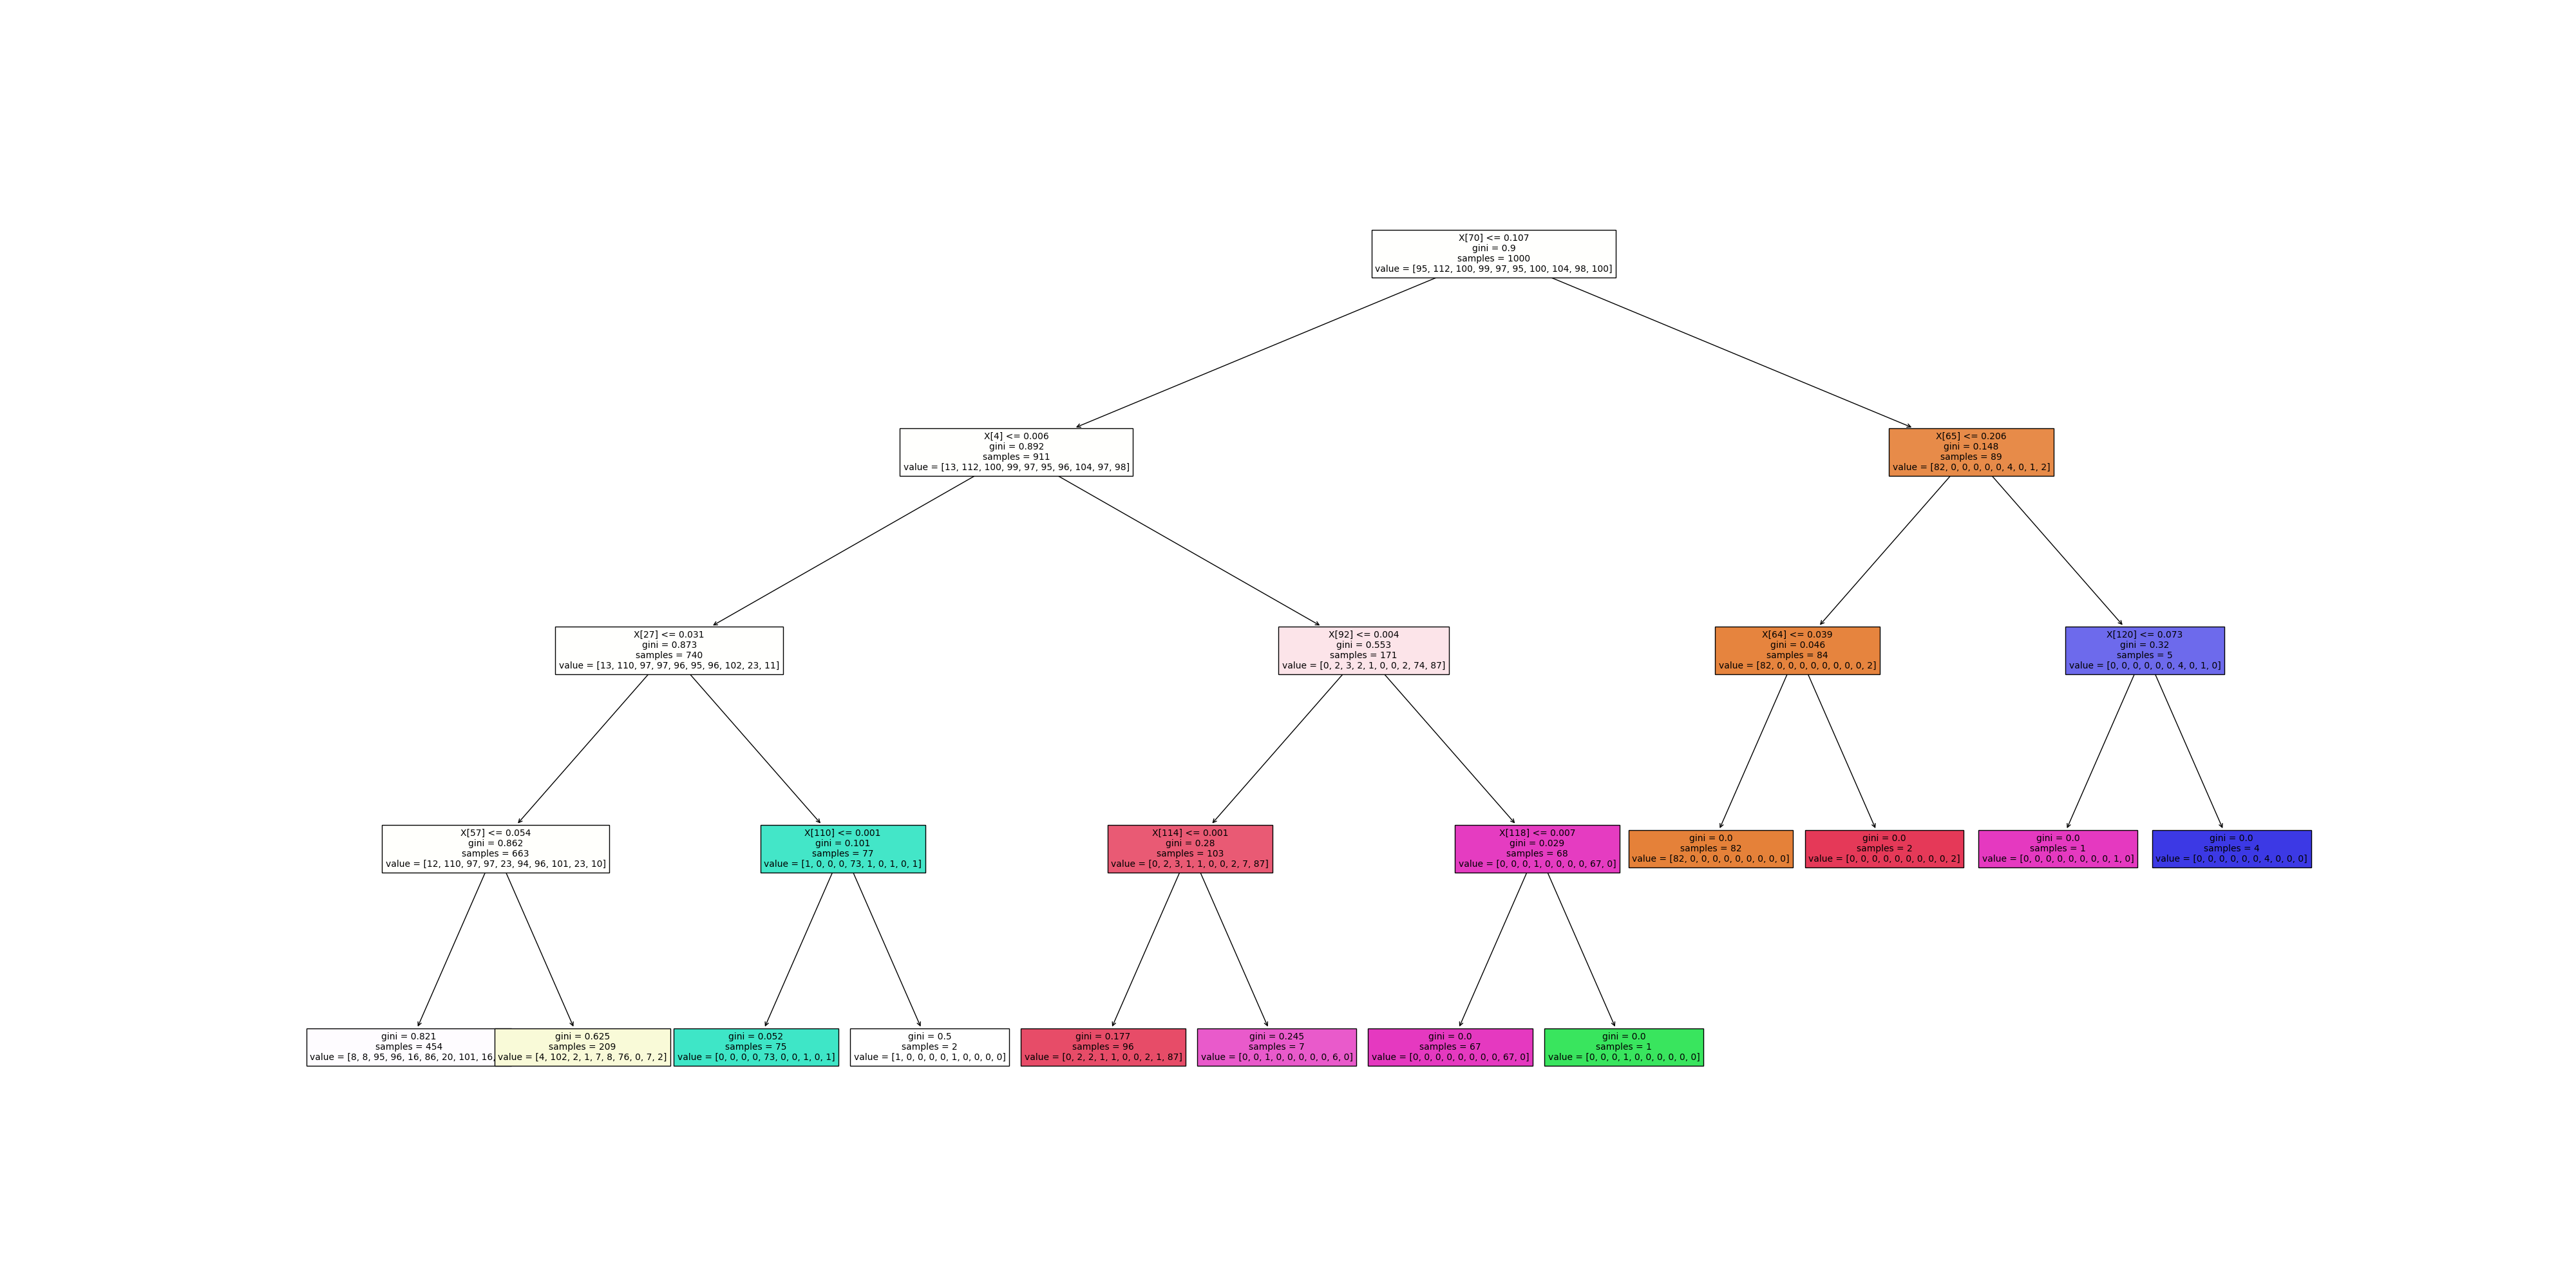 X[70] <= 0.107
gini = 0.9
samples = 1000
value = [95, 112, 100, 99, 97, 95, 100, 104, 98, 100]
X[4] <= 0.006
gini = 0.892
samples = 911
value = [13, 112, 100, 99, 97, 95, 96, 104, 97, 98]
X[65] <= 0.206
gini = 0.148
samples = 89
value = [82, 0, 0, 0, 0, 0, 4, 0, 1, 2]
X[27] <= 0.031
gini = 0.873
samples = 740
value = [13, 110, 97, 97, 96, 95, 96, 102, 23, 11]
X[92] <= 0.004
gini = 0.553
samples = 171
value = [0, 2, 3, 2, 1, 0, 0, 2, 74, 87]
X[64] <= 0.039
gini = 0.046
samples = 84
value = [82, 0, 0, 0, 0, 0, 0, 0, 0, 2]
X[120] <= 0.073
gini = 0.32
samples = 5
value = [0, 0, 0, 0, 0, 0, 4, 0, 1, 0]
X[57] <= 0.054
gini = 0.862
samples = 663
value = [12, 110, 97, 97, 23, 94, 96, 101, 23, 10]
X[110] <= 0.001
gini = 0.101
samples = 77
value = [1, 0, 0, 0, 73, 1, 0, 1, 0, 1]
X[114] <= 0.001
gini = 0.28
samples = 103
value = [0, 2, 3, 1, 1, 0, 0, 2, 7, 87]
X[118] <= 0.007
gini = 0.029
samples = 68
value = [0, 0, 0, 1, 0, 0, 0, 0, 67, 0]
gini = 0.0
samples = 82
value = [82, 0, 0, 0, 0, 0, 0, 0, 0, 0]
gini = 0.0
samples = 2
value = [0, 0, 0, 0, 0, 0, 0, 0, 0, 2]
gini = 0.0
samples = 1
value = [0, 0, 0, 0, 0, 0, 0, 0, 1, 0]
gini = 0.0
samples = 4
value = [0, 0, 0, 0, 0, 0, 4, 0, 0, 0]
gini = 0.821
samples = 454
value = [8, 8, 95, 96, 16, 86, 20, 101, 16,
gini = 0.625
samples = 209
value = [4, 102, 2, 1, 7, 8, 76, 0, 7, 2]
gini = 0.052
samples = 75
value = [0, 0, 0, 0, 73, 0, 0, 1, 0, 1]
gini = 0.5
samples = 2
value = [1, 0, 0, 0, 0, 1, 0, 0, 0, 0]
gini = 0.177
samples = 96
value = [0, 2, 2, 1, 1, 0, 0, 2, 1, 87]
gini = 0.245
samples = 7
value = [0, 0, 1, 0, 0, 0, 0, 0, 6, 0]
gini = 0.0
samples = 67
value = [0, 0, 0, 0, 0, 0, 0, 0, 67, 0]
gini = 0.0
samples = 1
value = [0, 0, 0, 1, 0, 0, 0, 0, 0, 0]